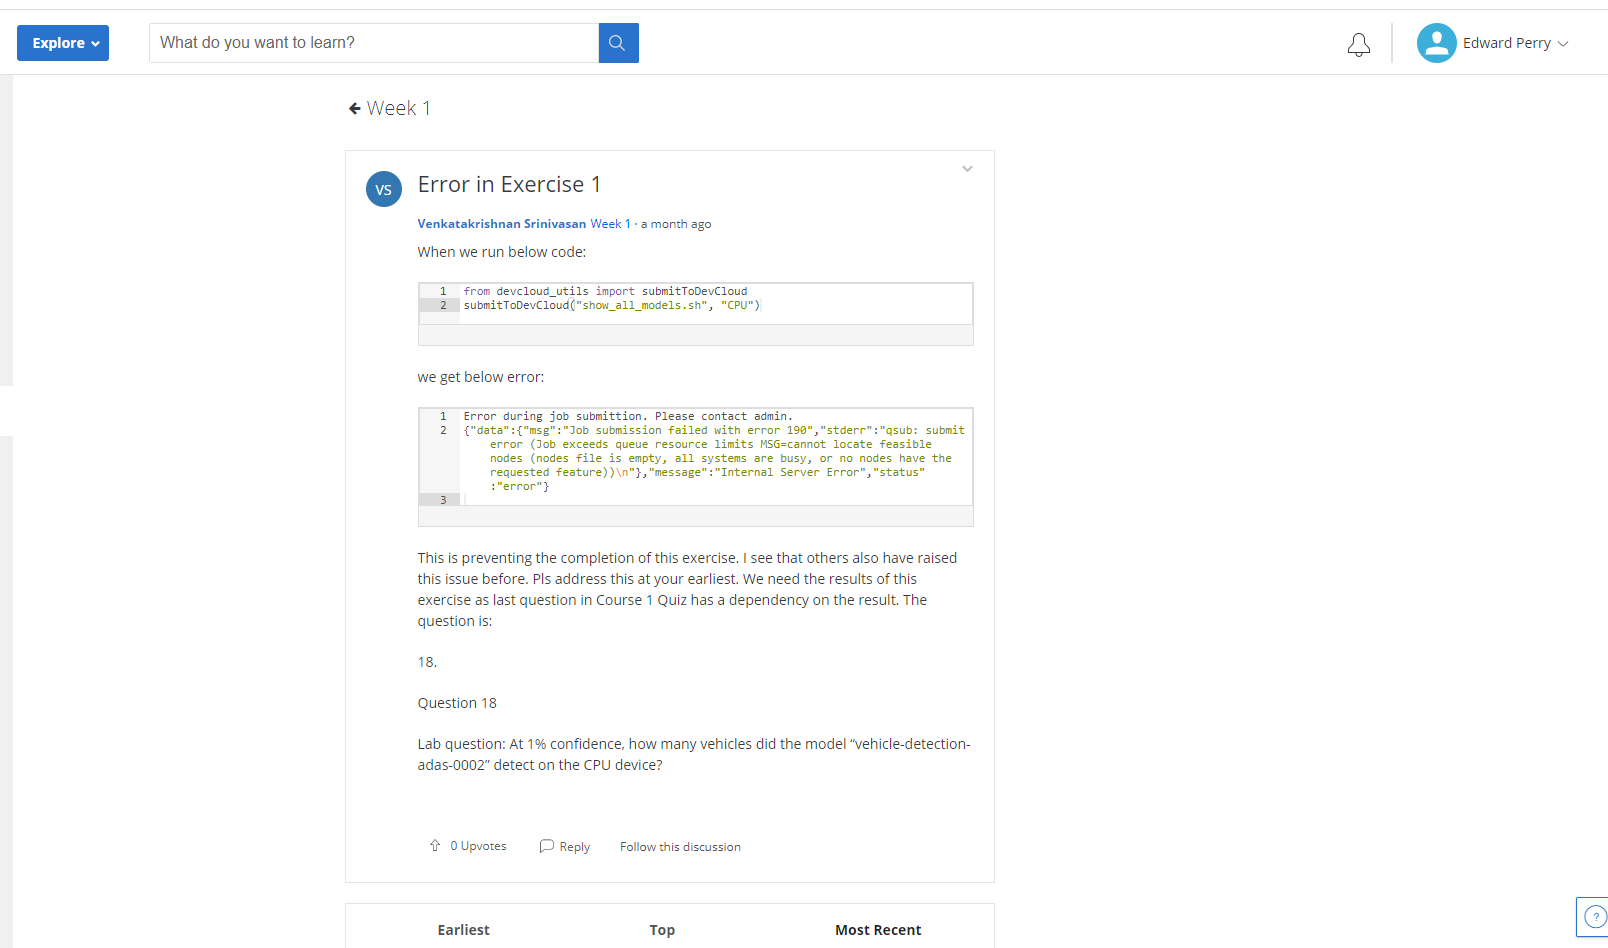 Explore
What do you want to learn?
Edward Perry
Week 1
VS
Error in Exercise 1
Venkatakrishnan Srinivasan Week 1 · a month ago
When we run below code:
1 from devcloud_utils import submitToDevCloud
2 submitToDevCloud("show_all_models.sh", "CPU")
we get below error:
1 Error during job submittion. Please contact admin.
2 {"data":{"msg":"Job submission failed with error 190","stderr":"qsub: submit
error (Job exceeds queue resource limits MSG=cannot locate feasible
nodes (nodes file is empty, all systems are busy, or no nodes have the
requested feature))\n"},"message":"Internal Server Error","status"
:"error"}
3
This is preventing the completion of this exercise. I see that others also have raised
this issue before. Pls address this at your earliest. We need the results of this
exercise as last question in Course 1 Quiz has a dependency on the result. The
question is:
18.
Question 18
Lab question: At 1% confidence, how many vehicles did the model “vehicle-detection-
adas-0002” detect on the CPU device?
0 Upvotes Reply Follow this discussion
Earliest Top Most Recent
?